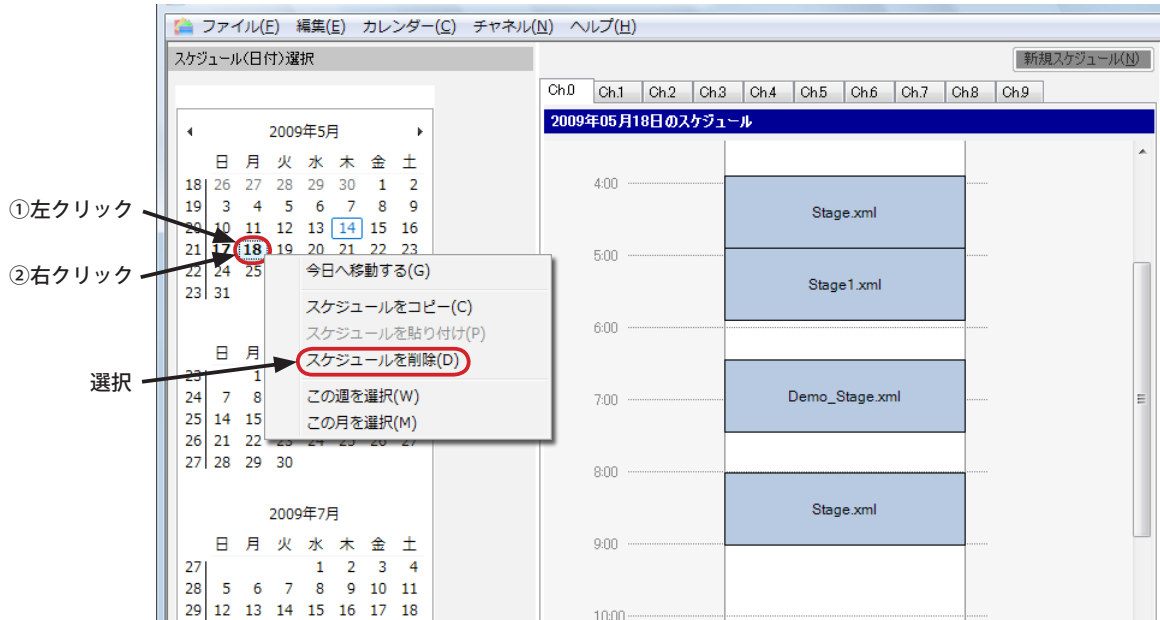 ファイル(F) 編集(E) カレンダー(C) チャネル(N) ヘルプ(H)
スケジュール(日付)選択
新規スケジュール(N)
Ch.0 Ch.1 Ch.2 Ch.3 Ch.4 Ch.5 Ch.6 Ch.7 Ch.8 Ch.9
2009年05月18日のスケジュール
2009年5月
日 月 火 水 木 金 土
18 26 27 28 29 30 1 2
19 3 4 5 6 7 8 9
20 10 11 12 13 14 15 16
21 17 18 19 20 21 22 23
22 24 25
23 31
①左クリック
②右クリック
選択
今日へ移動する(G)
スケジュールをコピー(C)
スケジュールを貼り付け(P)
スケジュールを削除(D)
この週を選択(W)
この月を選択(M)
日 月
23 1
24 7 8
25 14 15
26 21 22 23 24 25 26 27
27 28 29 30
2009年7月
日 月 火 水 木 金 土
27 1 2 3 4
28 5 6 7 8 9 10 11
29 12 13 14 15 16 17 18
4:00
Stage.xml
5:00
Stage1.xml
6:00
7:00
Demo_Stage.xml
8:00
Stage.xml
9:00
10:00